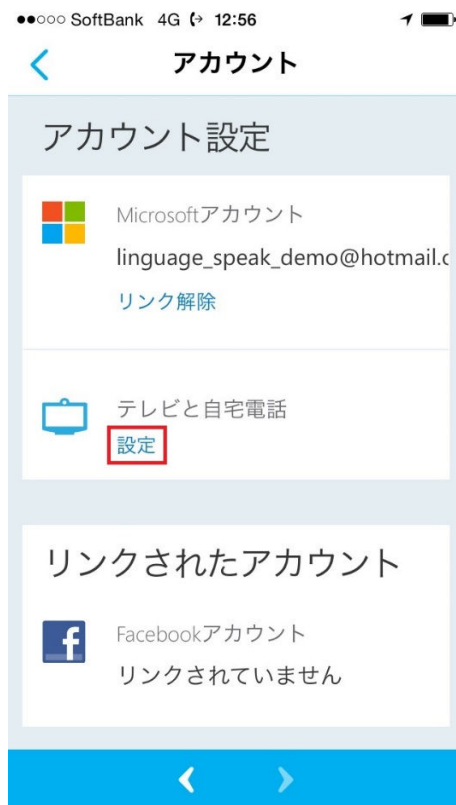 SoftBank 4G 12:56
アカウント
アカウント設定
Microsoftアカウント
linguage_speak_demo@hotmail.c
リンク解除
テレビと自宅電話
設定
リンクされたアカウント
Facebookアカウント
リンクされていません